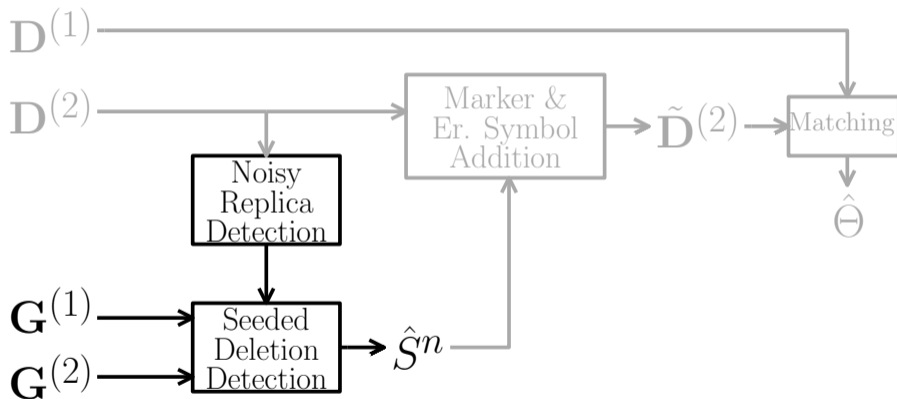 D(1)
D(2)
Marker &
Er. Symbol
Addition
D̃(2)
Matching
Noisy
Replica
Detection
Θ̂
G(1)
G(2)
Seeded
Deletion
Detection
Ŝn